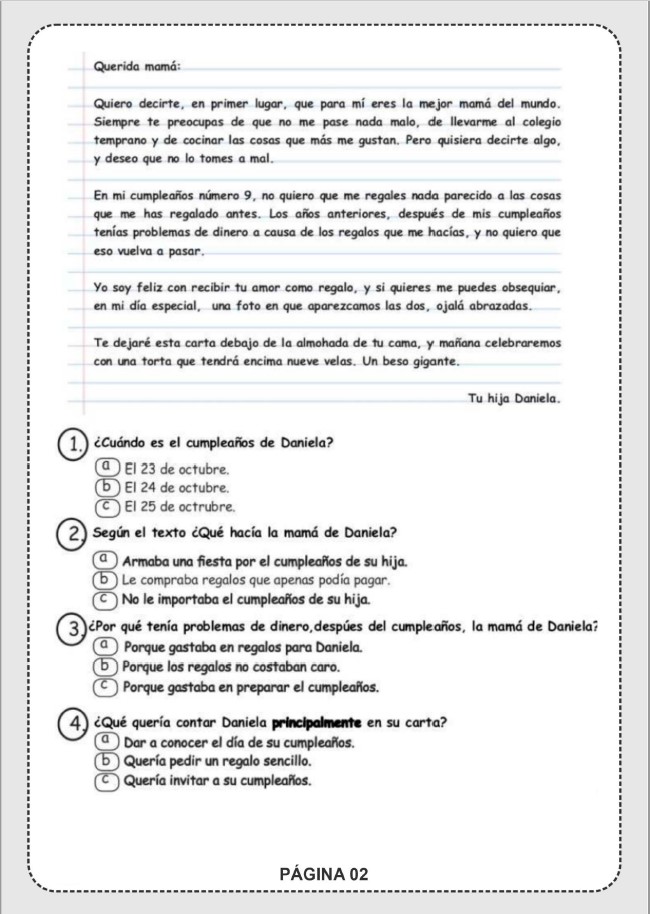 Querida mamá:
Quiero decirte, en primer lugar, que para mí eres la mejor mamá del mundo.
Siempre te preocupas de que no me pase nada malo, de llevarme al colegio
temprano y de cocinar las cosas que más me gustan. Pero quisiera decirte algo,
y deseo que no lo tomes a mal.
En mi cumpleaños número 9, no quiero que me regales nada parecido a las cosas
que me has regalado antes. Los años anteriores, después de mis cumpleaños
tenías problemas de dinero a causa de los regalos que me hacías, y no quiero que
eso vuelva a pasar.
Yo soy feliz con recibir tu amor como regalo, y si quieres me puedes obsequiar,
en mi día especial, una foto en que aparezcamos las dos, ojalá abrazadas.
Te dejaré esta carta debajo de la almohada de tu cama, y mañana celebraremos
con una torta que tendrá encima nueve velas. Un beso gigante.
Tu hija Daniela.
1. ¿Cuándo es el cumpleaños de Daniela?
a El 23 de octubre.
b El 24 de octubre.
c El 25 de octrubre.
2. Según el texto ¿Qué hacía la mamá de Daniela?
a Armaba una fiesta por el cumpleaños de su hija.
b Le compraba regalos que apenas podía pagar.
c No le importaba el cumpleaños de su hija.
3. ¿Por qué tenía problemas de dinero,despúes del cumpleaños, la mamá de Daniela?
a Porque gastaba en regalos para Daniela.
b Porque los regalos no costaban caro.
c Porque gastaba en preparar el cumpleaños.
4. ¿Qué quería contar Daniela principalmente en su carta?
a Dar a conocer el día de su cumpleaños.
b Quería pedir un regalo sencillo.
c Quería invitar a su cumpleaños.
PÁGINA 02